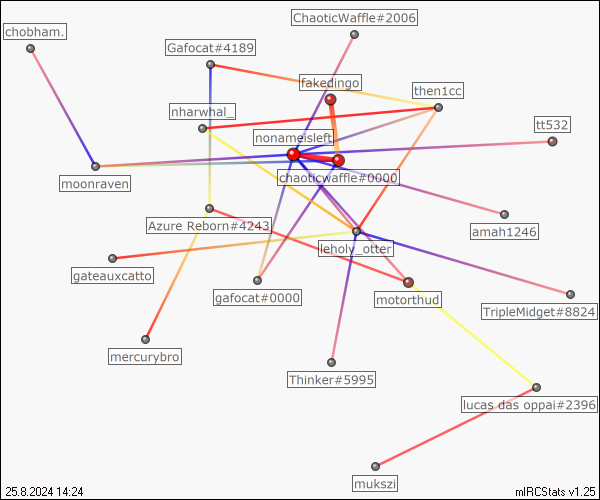 ChaoticWaffle#2006
chobham.
Gafocat#4189
fakedingo
then1cc
nharwhal_
tt532
nonameisleft
chaoticwaffle#0000
moonraven
Azure Reborn#4243
amah1246
leholy_otter
gateauxcatto
gafocat#0000
motorthud
TripleMidget#8824
mercurybro
Thinker#5995
lucas das oppai#2396
mukszi
25.8.2024 14:24
mIRCStats v1.25